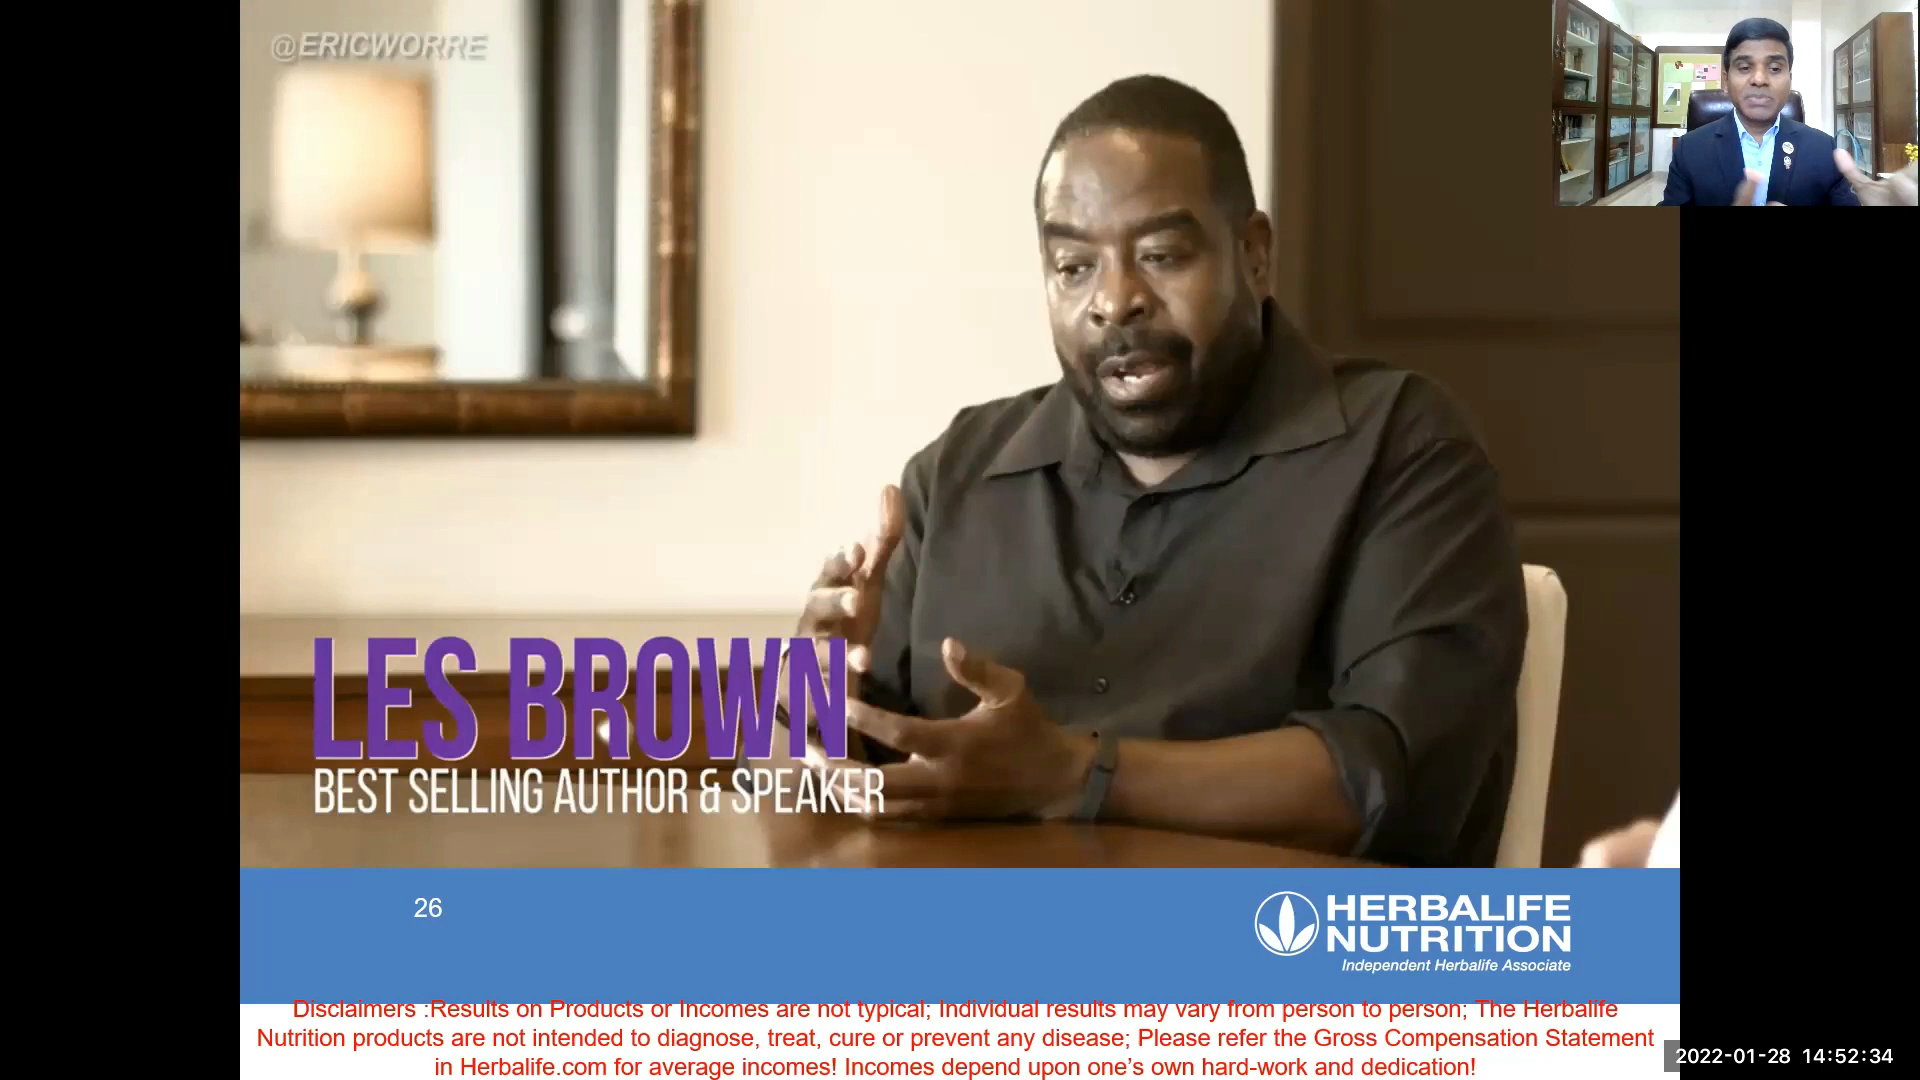 @ERICWORRE
LES BROWN
BEST SELLING AUTHOR & SPEAKER
26
HERBALIFE
NUTRITION
Independent Herbalife Associate
Disclaimers :Results on Products or Incomes are not typical; Individual results may vary from person to person; The Herbalife
Nutrition products are not intended to diagnose, treat, cure or prevent any disease; Please refer the Gross Compensation Statement
in Herbalife.com for average incomes! Incomes depend upon one’s own hard-work and dedication!
2022-01-28 14:52:34